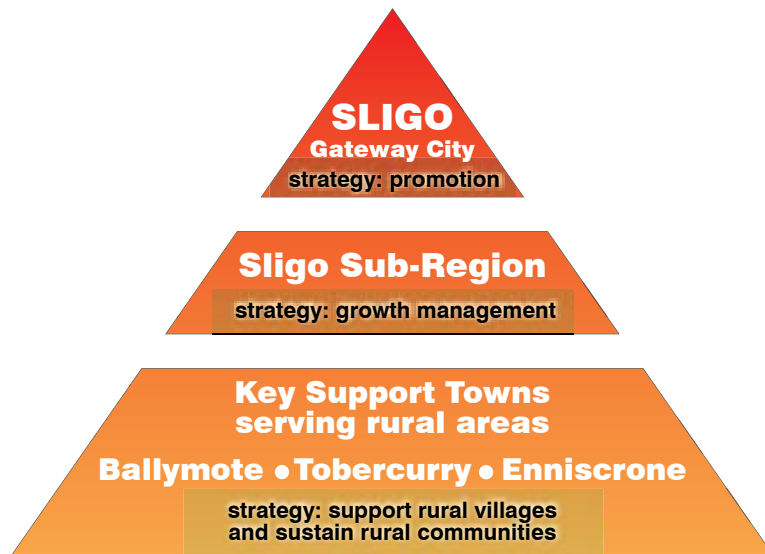 SLIGO
Gateway City
strategy: promotion
Sligo Sub-Region
strategy: growth management
Key Support Towns
serving rural areas
Ballymote ● Tobercurry ● Enniscrone
strategy: support rural villages
and sustain rural communities